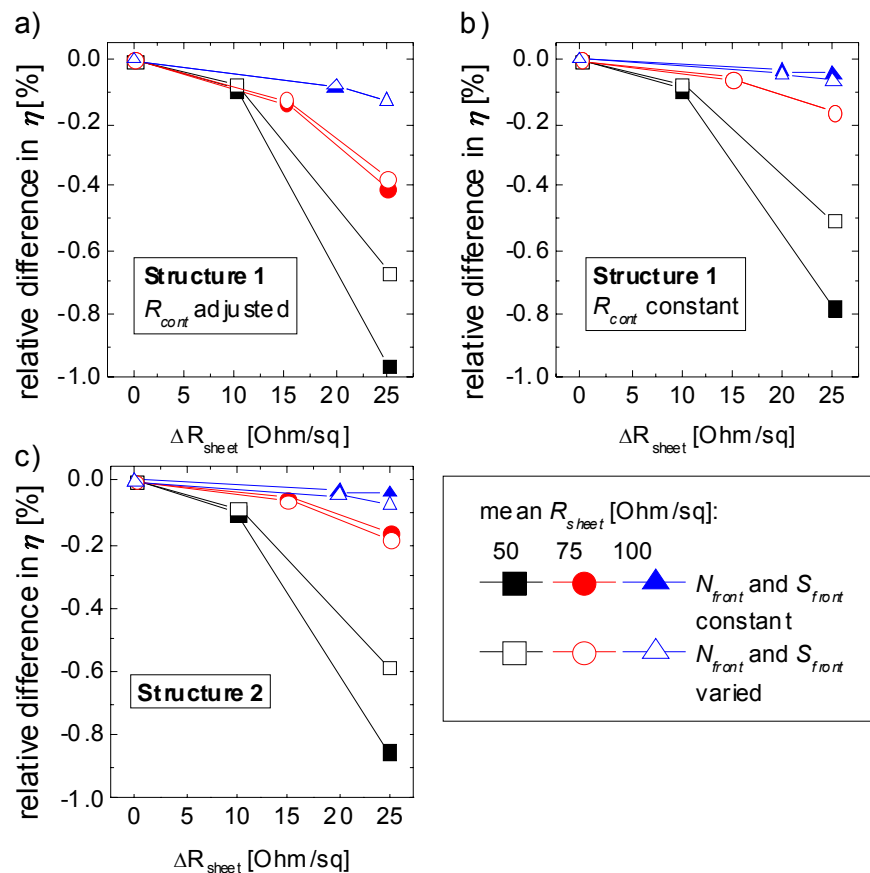 a)
0.0
-0.2
-0.4
-0.6
-0.8
-1.0
relative difference in η [%]
Structure 1
R_cont adjusted
0 5 10 15 20 25
ΔR_sheet [Ohm/sq]
b)
0.0
-0.2
-0.4
-0.6
-0.8
-1.0
relative difference in η [%]
Structure 1
R_cont constant
0 5 10 15 20 25
ΔR_sheet [Ohm/sq]
c)
0.0
-0.2
-0.4
-0.6
-0.8
-1.0
relative difference in η [%]
Structure 2
0 5 10 15 20 25
ΔR_sheet [Ohm/sq]
mean R_sheet [Ohm/sq]:
50 75 100
N_front and S_front
constant
N_front and S_front
varied